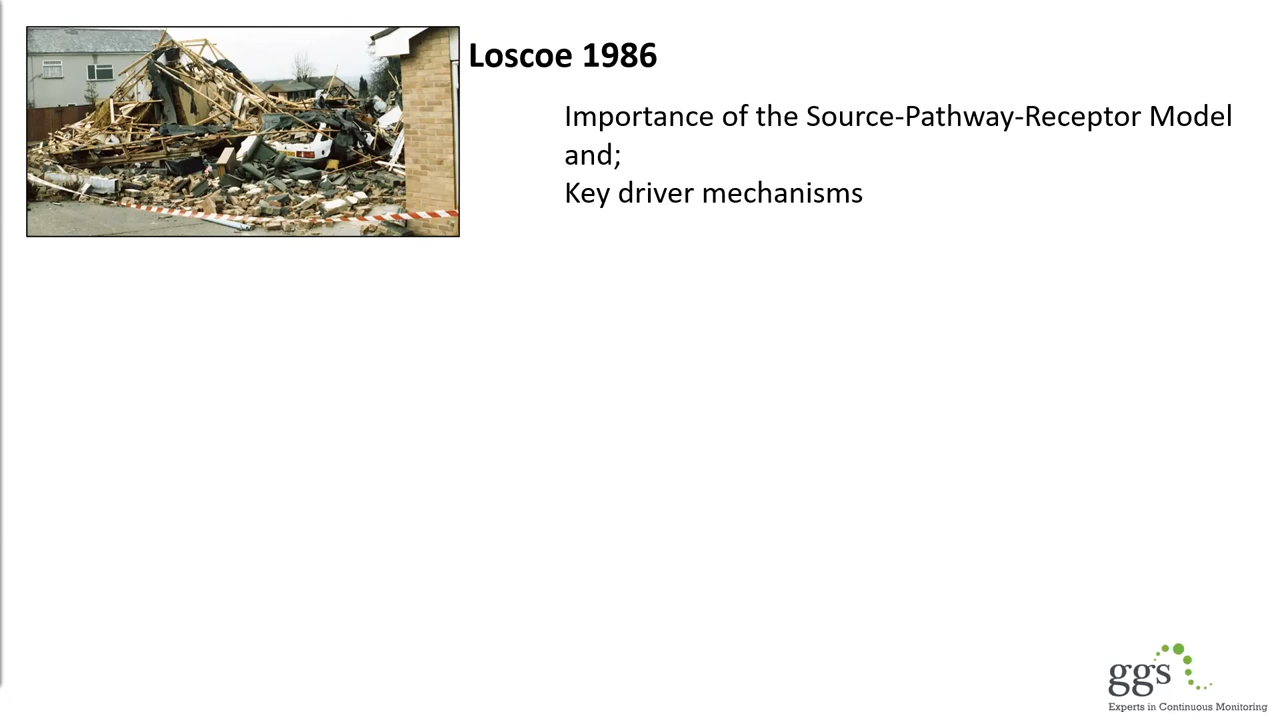 Loscoe 1986
Importance of the Source-Pathway-Receptor Model
and;
Key driver mechanisms
ggs
Experts in Continuous Monitoring